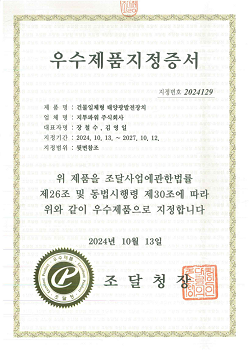 우수제품지정증서
지정번호 2024129
제 품 명 : 건물일체형 태양광발전장치
업 체 명 : 지붕파워 주식회사
대표자명 : 장철수, 김영일
지정기간 : 2024. 10. 13. ~ 2027. 10. 12.
지정범위 : 뒷면참조
위 제품을 조달사업에관한법률
제26조 및 동법시행령 제30조에 따라
위와 같이 우수제품으로 지정합니다
2024년 10월 13일
조달청장